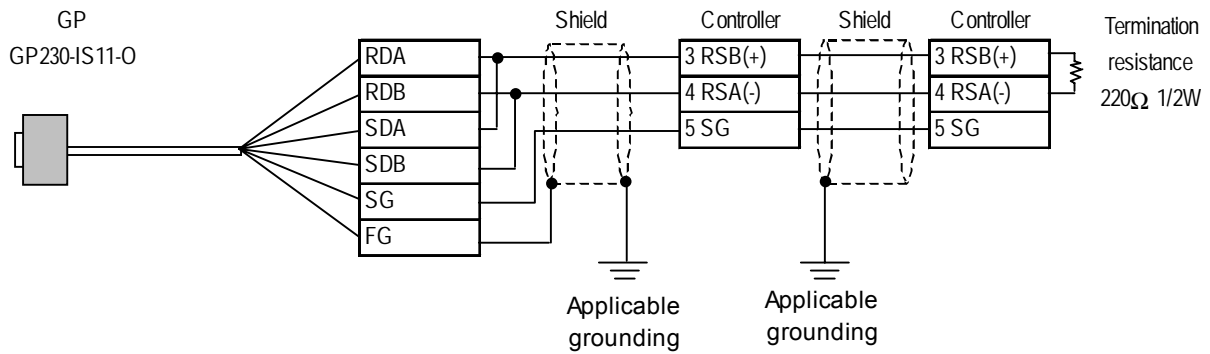 GP
GP230-IS11-O
RDA
RDB
SDA
SDB
SG
FG
Shield
Controller
3 RSB(+)
4 RSA(-)
5 SG
Shield
Controller
3 RSB(+)
4 RSA(-)
5 SG
Termination
resistance
220Ω 1/2W
Applicable
grounding
Applicable
grounding